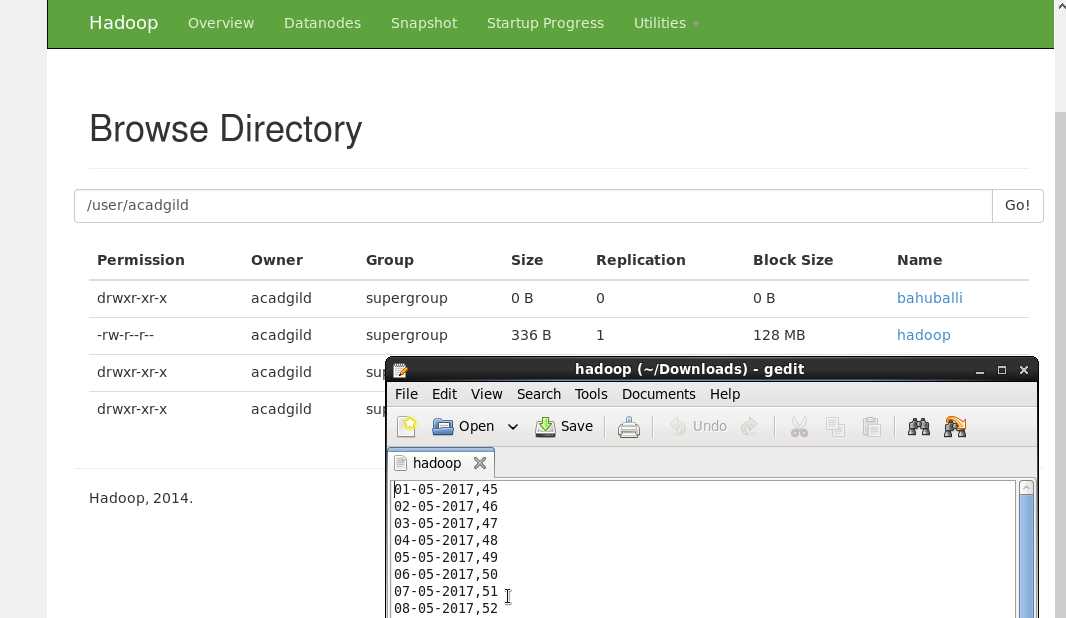 Hadoop Overview Datanodes Snapshot Startup Progress Utilities
Browse Directory
/user/acadgild Go!
Permission Owner Group Size Replication Block Size Name
drwxr-xr-x acadgild supergroup 0 B 0 0 B bahuballi
-rw-r--r-- acadgild supergroup 336 B 1 128 MB hadoop
drwxr-xr-x acadgild
drwxr-xr-x acadgild
Hadoop, 2014.
hadoop (~/Downloads) - gedit
File Edit View Search Tools Documents Help
Open Save Undo
hadoop
01-05-2017,45
02-05-2017,46
03-05-2017,47
04-05-2017,48
05-05-2017,49
06-05-2017,50
07-05-2017,51
08-05-2017,52